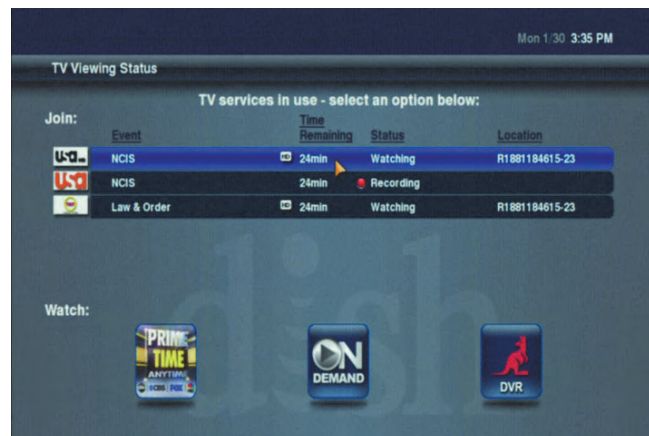 Mon 1/30 3:35 PM
TV Viewing Status
TV services in use - select an option below:
Join:
Event Time Remaining Status Location
usa NCIS HD 24min Watching R1881184615-23
usa NCIS 24min Recording
Law & Order HD 24min Watching R1881184615-23
dish
Watch:
PRIME
TIME
ANYTIME
CBS FOX
ON
DEMAND
DVR